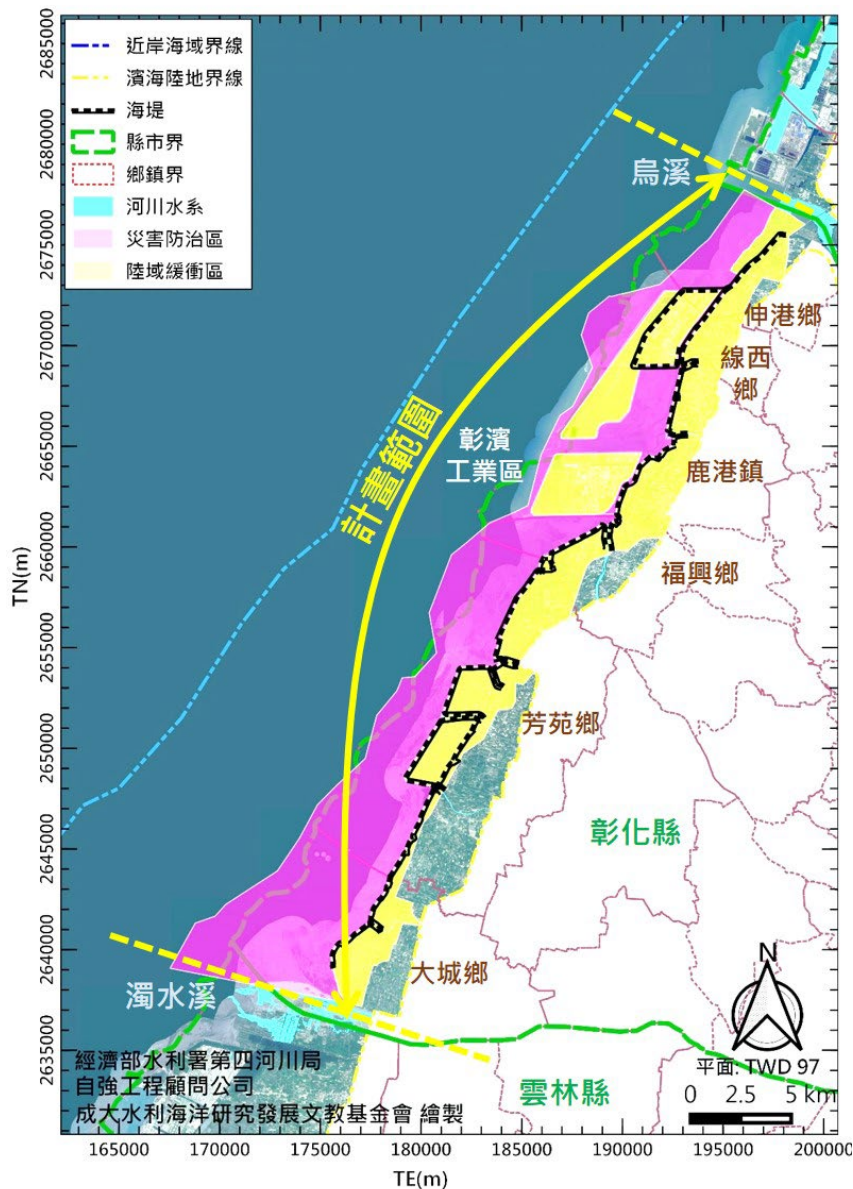 近岸海域界線
濱海陸地界線
海堤
縣市界
鄉鎮界
河川水系
災害防治區
陸域緩衝區
烏溪
伸港鄉
線西
鄉
計畫範圍
彰濱
工業區
鹿港鎮
福興鄉
芳苑鄉
彰化縣
大城鄉
濁水溪
雲林縣
N
平面: TWD 97
0 2.5 5 km
經濟部水利署第四河川局
自強工程顧問公司
成大水利海洋研究發展文教基金會 繪製
TN(m)
2685000
2680000
2675000
2670000
2665000
2660000
2655000
2650000
2645000
2640000
2635000
165000 170000 175000 180000 185000 190000 195000 200000
TE(m)